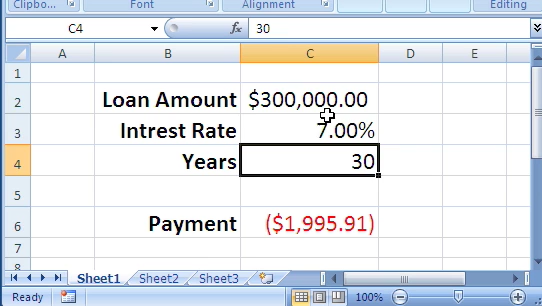 Clipbo... Font Alignment Editing
C4 fx 30
A B C D E
1
2 Loan Amount $300,000.00
3 Intrest Rate 7.00%
4 Years 30
5
6 Payment ($1,995.91)
7
8
Sheet1 Sheet2 Sheet3
Ready 100%